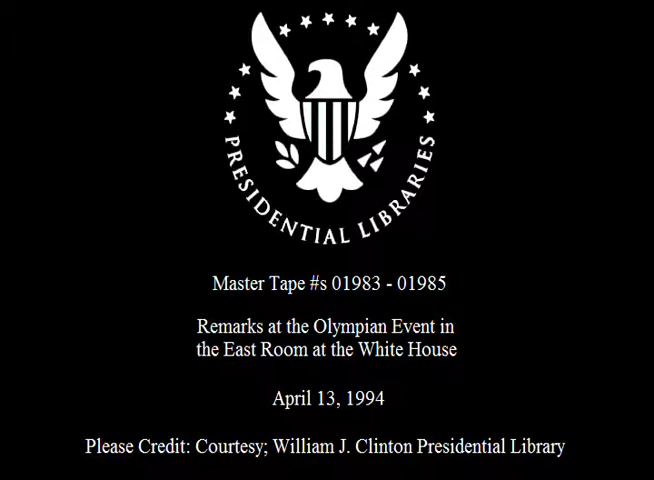 PRESIDENTIAL LIBRARIES
Master Tape #s 01983 - 01985
Remarks at the Olympian Event in
the East Room at the White House
April 13, 1994
Please Credit: Courtesy; William J. Clinton Presidential Library